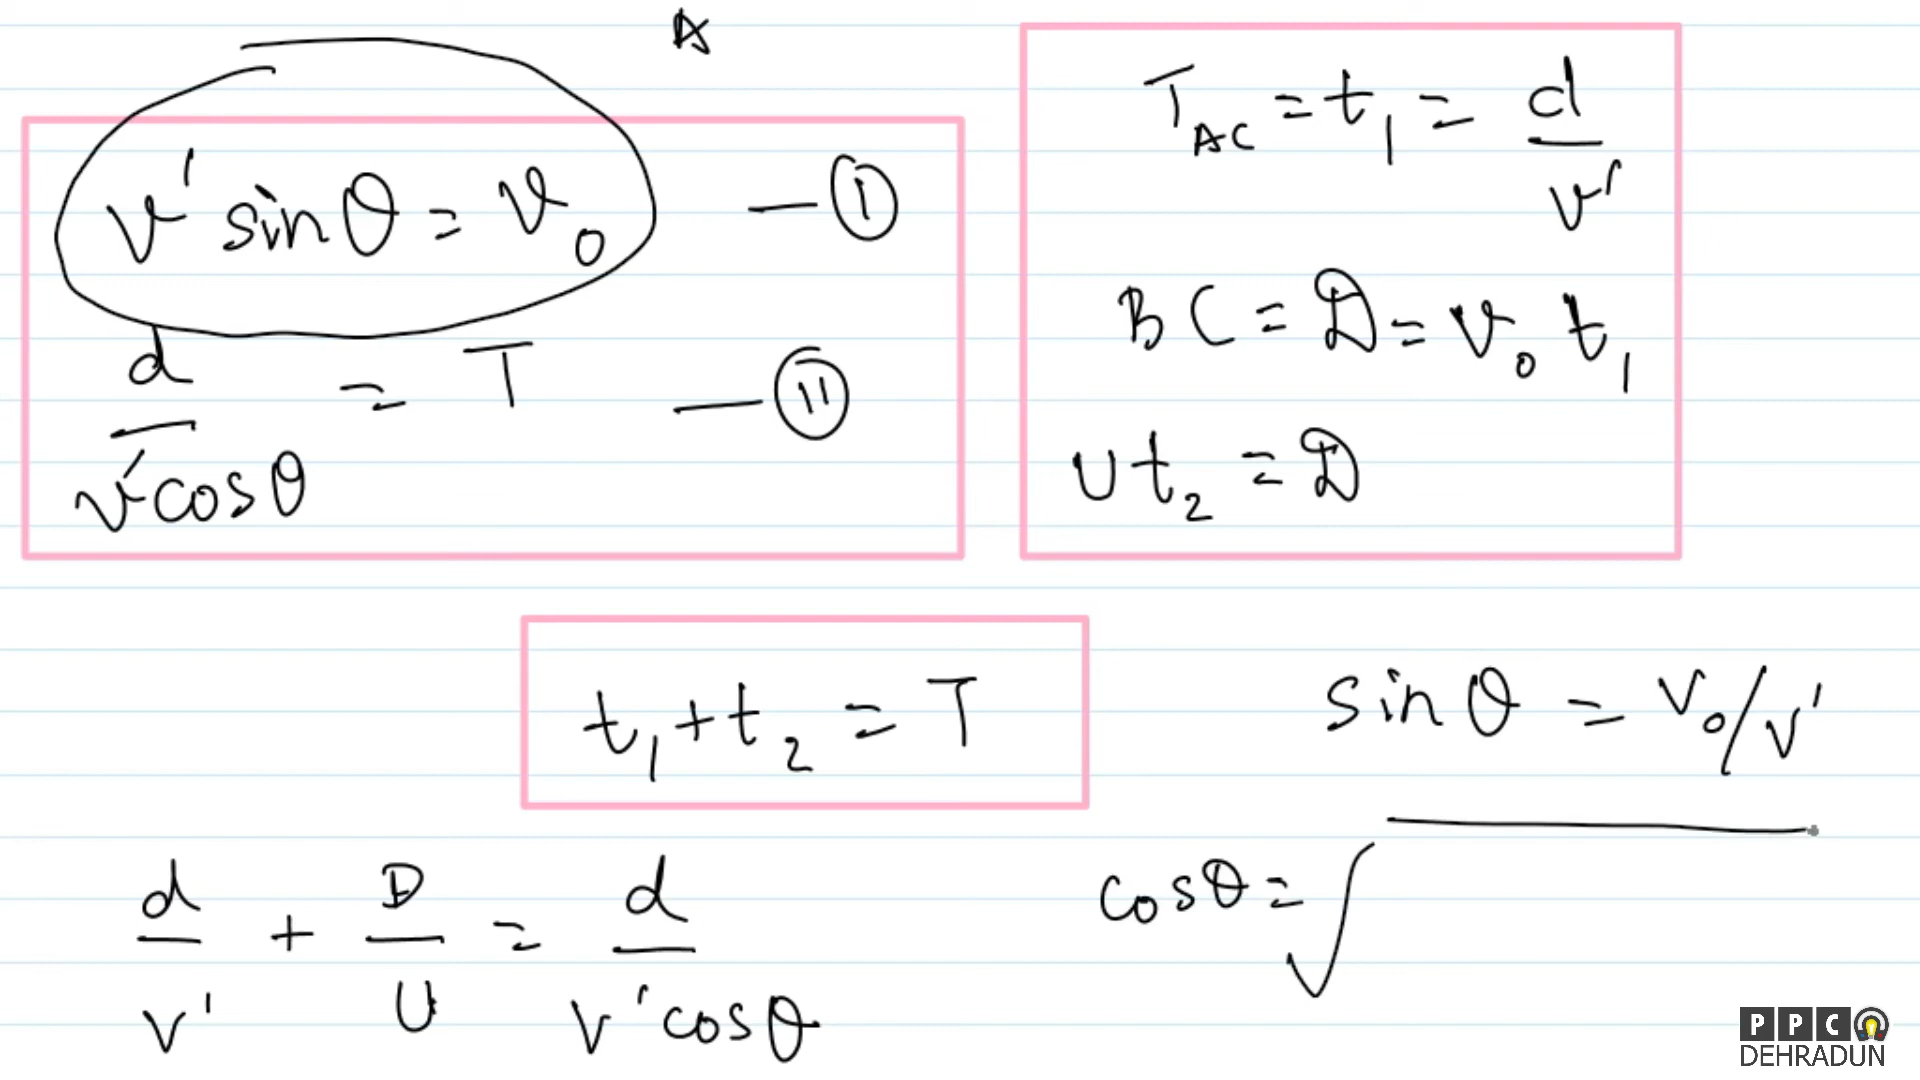 A
v' sinθ = v₀ — Ⓘ
d/v'cosθ = T — (II)
T_AC = t₁ = d/v'
BC = D = v₀ t₁
Ut₂ = D
t₁ + t₂ = T
sinθ = v₀/v'
d/v' + D/U = d/v'cosθ
cosθ = √
PPC
DEHRADUN